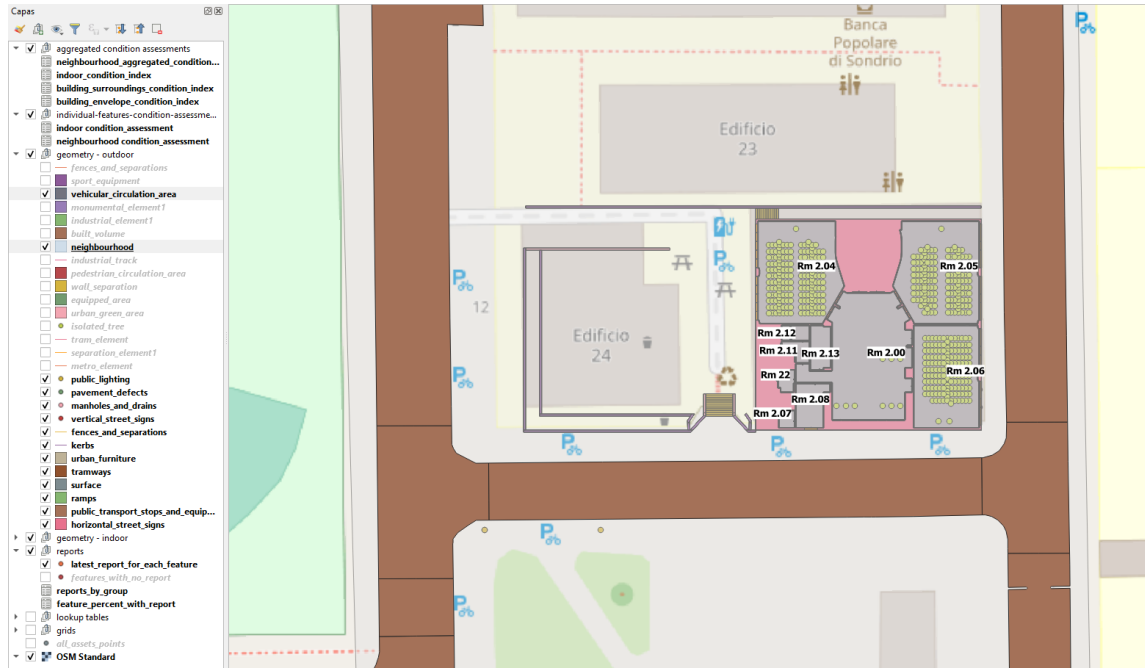 Capas
aggregated condition assessments
neighbourhood_aggregated_condition...
indoor_condition_index
building_surroundings_condition_index
building_envelope_condition_index
individual-features-condition-assessme...
indoor condition_assessment
neighbourhood condition_assessment
geometry - outdoor
fences_and_separations
sport_equipment
vehicular_circulation_area
monumental_element1
industrial_element1
built_volume
neighbourhood
industrial_track
pedestrian_circulation_area
wall_separation
equipped_area
urban_green_area
isolated_tree
tram_element
separation_element1
metro_element
public_lighting
pavement_defects
manholes_and_drains
vertical_street_signs
fences_and_separations
kerbs
urban_furniture
tramways
surface
ramps
public_transport_stops_and_equip...
horizontal_street_signs
geometry - indoor
reports
latest_report_for_each_feature
features_with_no_report
reports_by_group
feature_percent_with_report
lookup tables
grids
all_assets_points
OSM Standard
Banca
Popolare
di Sondrio
P
Edificio
23
P
P
12
Edificio
24
P
P
P
P
P
P
Rm 2.04
Rm 2.05
Rm 2.12
Rm 2.11
Rm 2.13
Rm 2.00
Rm 22
Rm 2.06
Rm 2.08
Rm 2.07